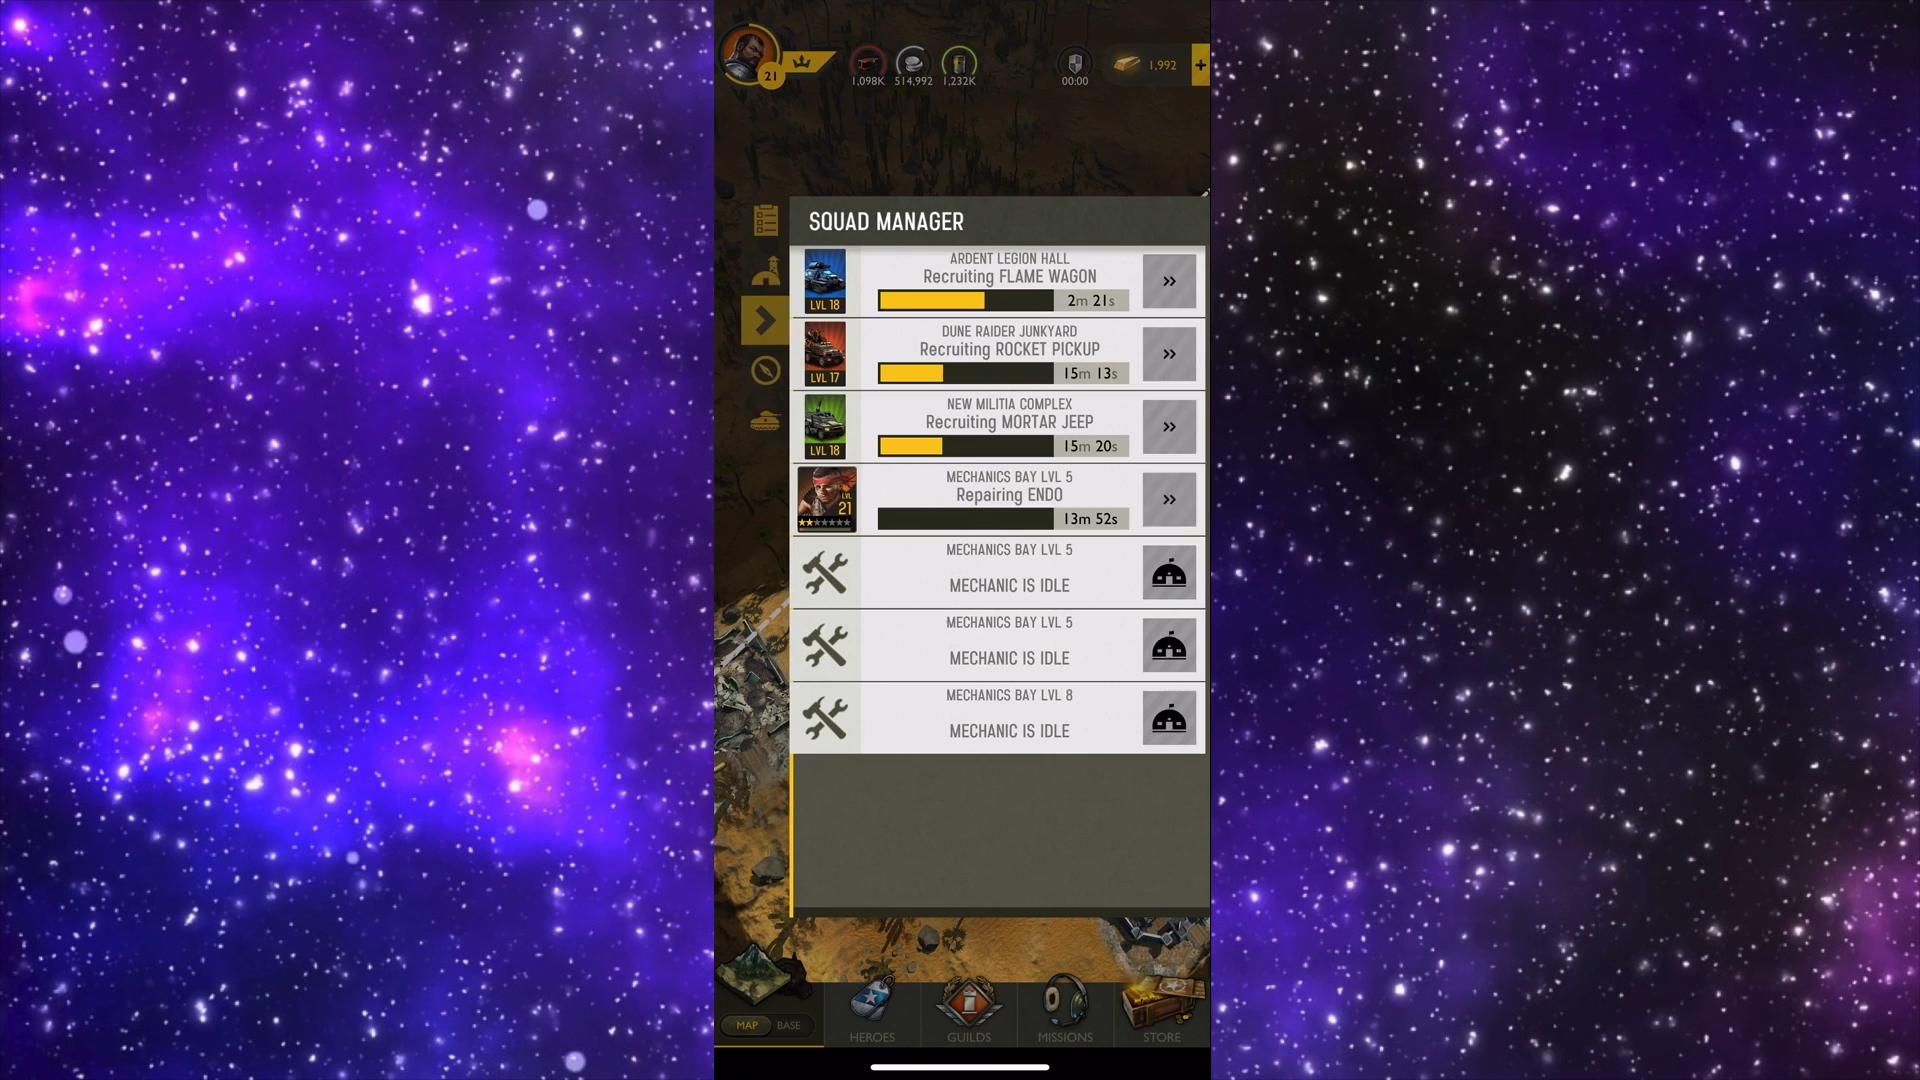 21
1,098K
514,992
1,232K
00:00
1,992
+
SQUAD MANAGER
ARDENT LEGION HALL
Recruiting FLAME WAGON
LVL 18
2m 21s
DUNE RAIDER JUNKYARD
Recruiting ROCKET PICKUP
LVL 17
15m 13s
NEW MILITIA COMPLEX
Recruiting MORTAR JEEP
LVL 18
15m 20s
MECHANICS BAY LVL 5
Repairing ENDO
LVL
21
13m 52s
MECHANICS BAY LVL 5
MECHANIC IS IDLE
MECHANICS BAY LVL 5
MECHANIC IS IDLE
MECHANICS BAY LVL 8
MECHANIC IS IDLE
MAP
BASE
HEROES
GUILDS
MISSIONS
STORE